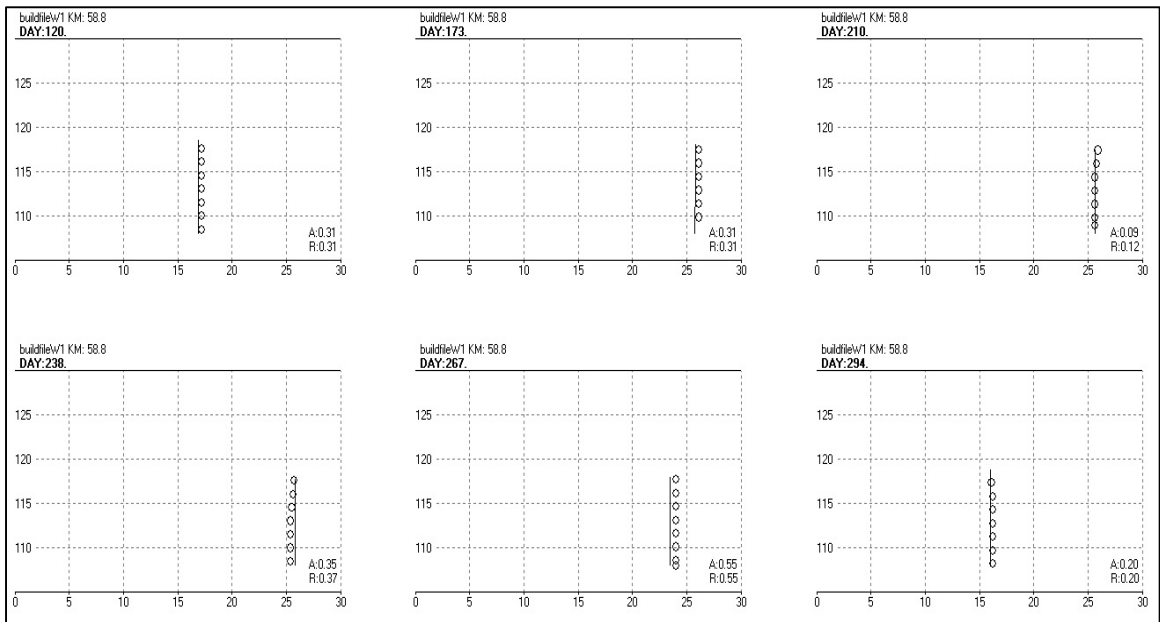 buildfileW1 KM: 58.8
DAY:120.
125
120
115
110
A:0.31
R:0.31
0 5 10 15 20 25 30
buildfileW1 KM: 58.8
DAY:173.
125
120
115
110
A:0.31
R:0.31
0 5 10 15 20 25 30
buildfileW1 KM: 58.8
DAY:210.
125
120
115
110
A:0.09
R:0.12
0 5 10 15 20 25 30
buildfileW1 KM: 58.8
DAY:238.
125
120
115
110
A:0.35
R:0.37
0 5 10 15 20 25 30
buildfileW1 KM: 58.8
DAY:267.
125
120
115
110
A:0.55
R:0.55
0 5 10 15 20 25 30
buildfileW1 KM: 58.8
DAY:294.
125
120
115
110
A:0.20
R:0.20
0 5 10 15 20 25 30